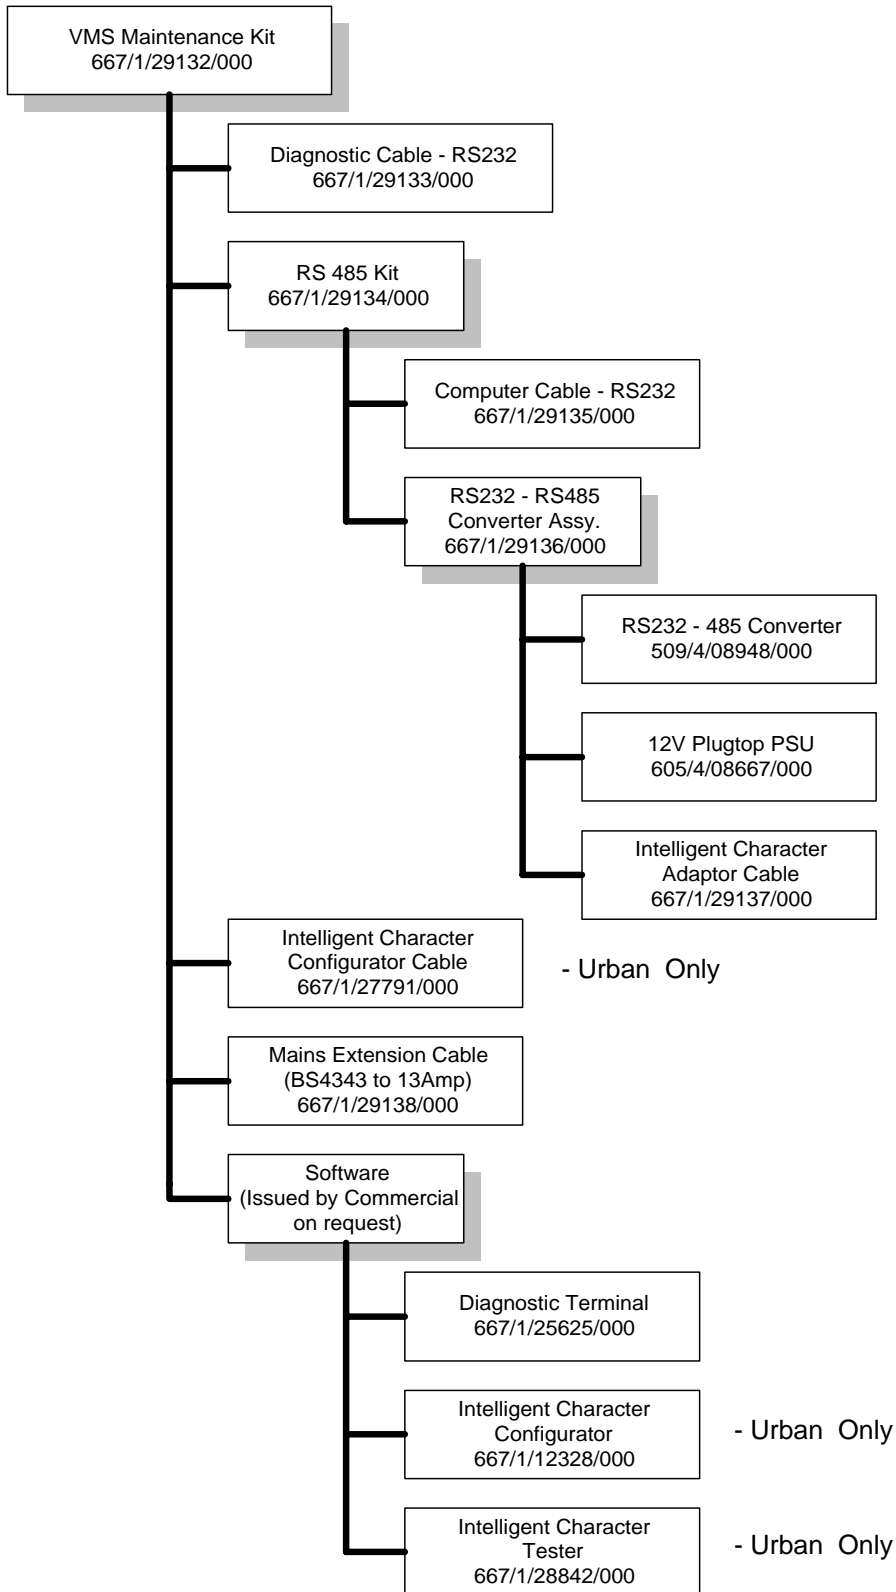 VMS Maintenance Kit
667/1/29132/000
Diagnostic Cable - RS232
667/1/29133/000
RS 485 Kit
667/1/29134/000
Computer Cable - RS232
667/1/29135/000
RS232 - RS485
Converter Assy.
667/1/29136/000
RS232 - 485 Converter
509/4/08948/000
12V Plugtop PSU
605/4/08667/000
Intelligent Character
Adaptor Cable
667/1/29137/000
Intelligent Character
Configurator Cable
667/1/27791/000
- Urban Only
Mains Extension Cable
(BS4343 to 13Amp)
667/1/29138/000
Software
(Issued by Commercial
on request)
Diagnostic Terminal
667/1/25625/000
Intelligent Character
Configurator
667/1/12328/000
- Urban Only
Intelligent Character
Tester
667/1/28842/000
- Urban Only